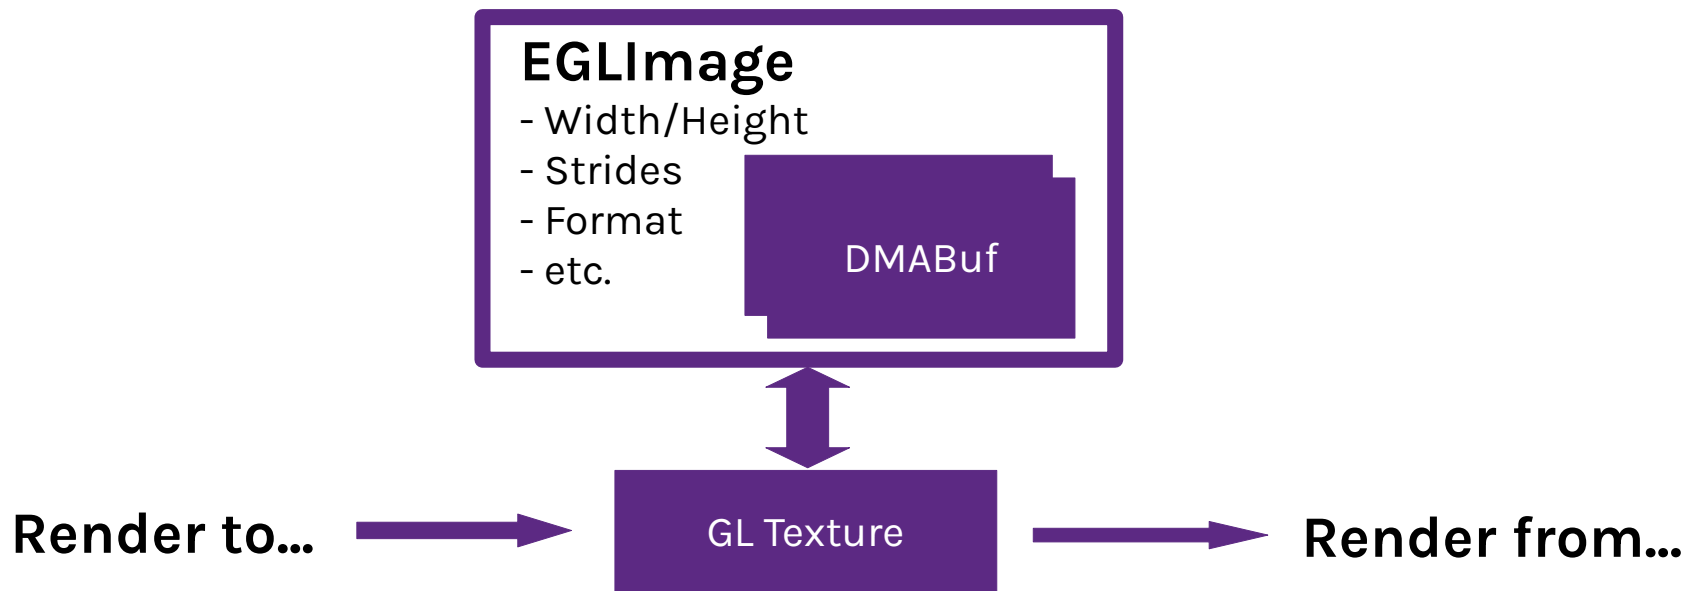 EGLImage
- Width/Height
- Strides
- Format
- etc.
DMABuf
Render to...
GL Texture
Render from...